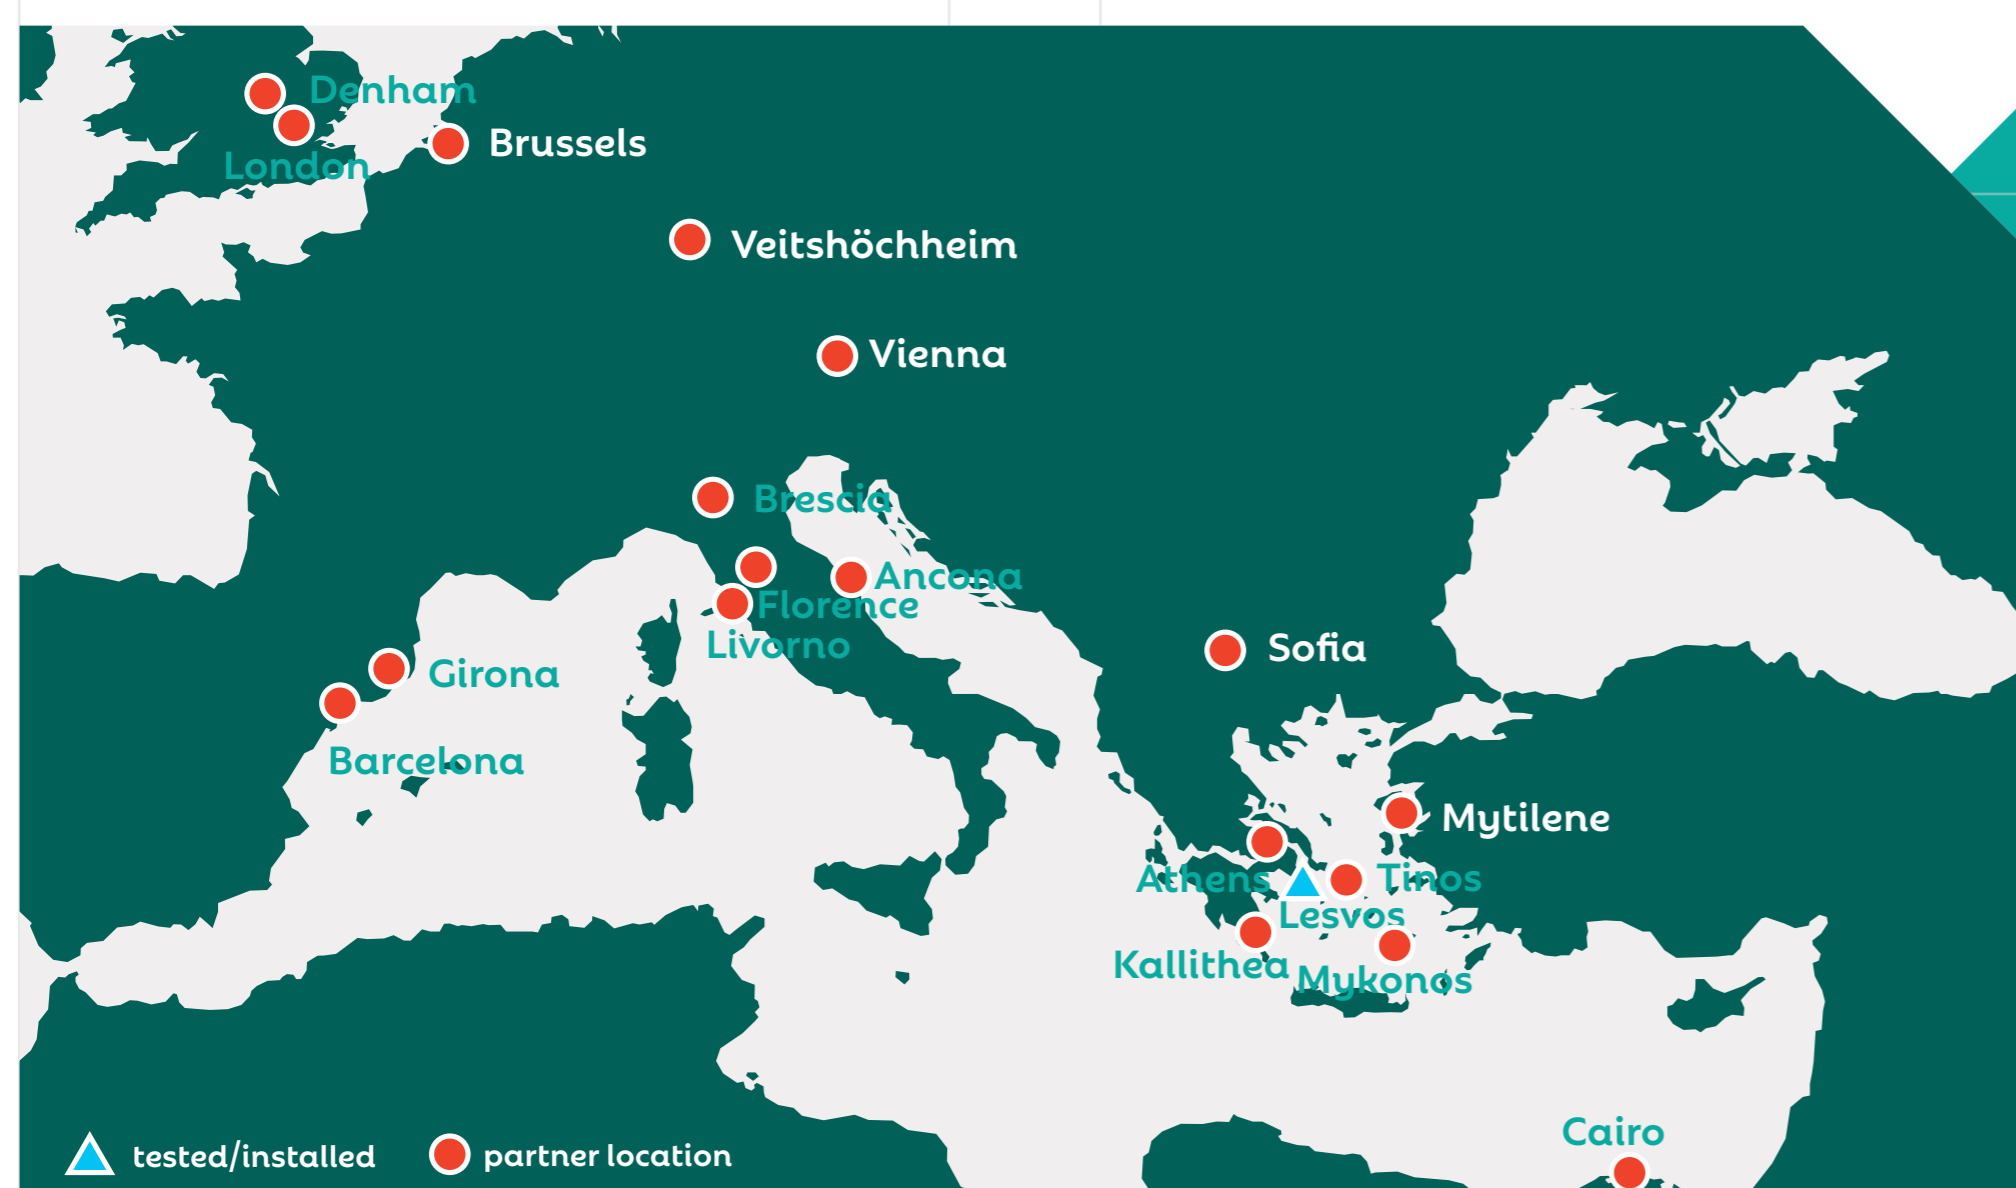 Denham
Brussels
London
Veitshöchheim
Vienna
Brescia
Ancona
Florence
Livorno
Sofia
Girona
Barcelona
Mytilene
Athens
Tinos
Lesvos
Kallithea
Mykonos
Cairo
tested/installed
partner location